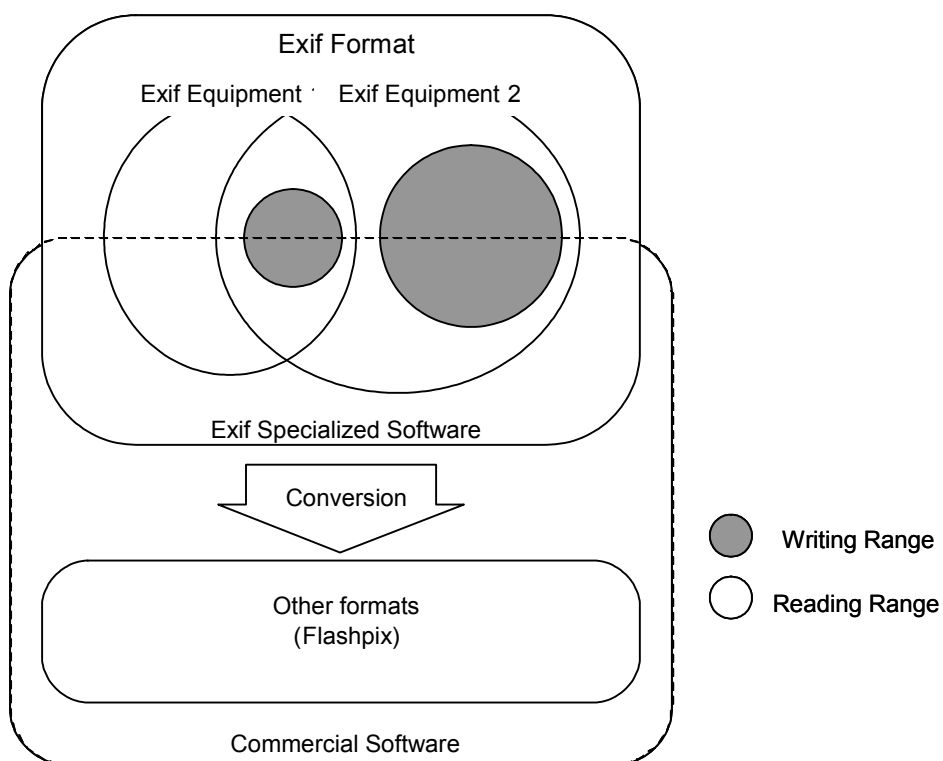 Exif Format
Exif Equipment Exif Equipment 2
Exif Specialized Software
Conversion
Other formats
(Flashpix)
Commercial Software
Writing Range
Reading Range